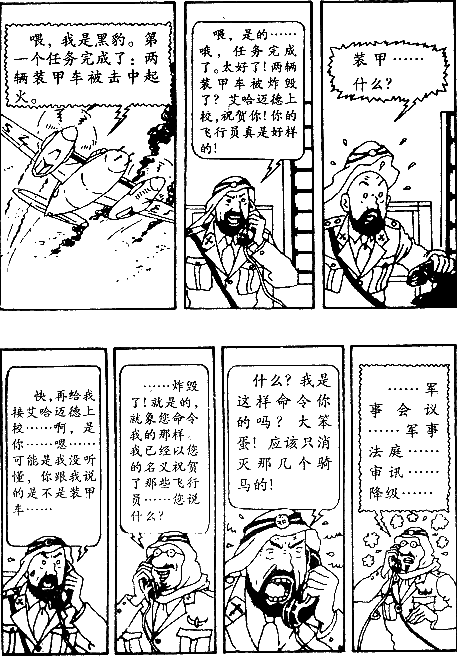 喂，我是黑豹。第
一个任务完成了：两
辆装甲车被击中起
火。
喂，是的……
哦，任务完成
了。太好了！两辆
装甲车被炸毁
了？艾哈迈德上
校，祝贺你！你的
飞行员真是好样
的！
装甲……
什么？
快，再给我
接艾哈迈德上
校……啊，是
你……嗯……
可能是我没听
懂，你跟我说
的是不是装甲
车……
……炸毁
了！就是的，
就象您命令
我的那样。
我已经以您
的名义祝贺
了那些飞行
员……您说
什么？
什么？我是
这样命令你
的吗？大笨
蛋！应该只消
灭那几个骑
马的！
……军
事会议
……军事
法庭……
审讯……
降级……